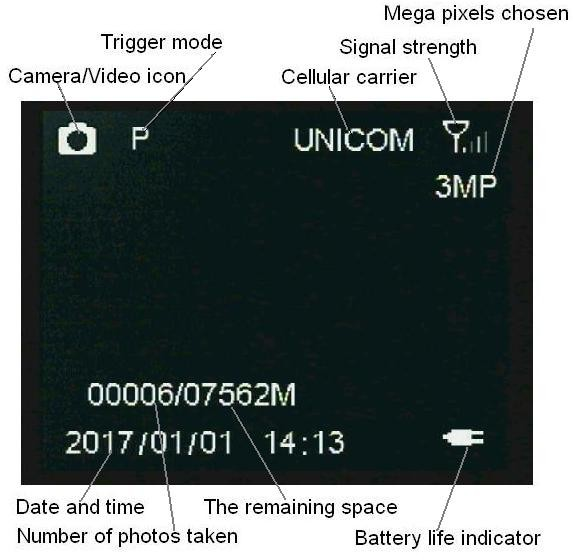 Mega pixels chosen
Trigger mode
Signal strength
Camera/Video icon
Cellular carrier
P
UNICOM
3MP
00006/07562M
2017/01/01 14:13
Date and time
The remaining space
Number of photos taken
Battery life indicator